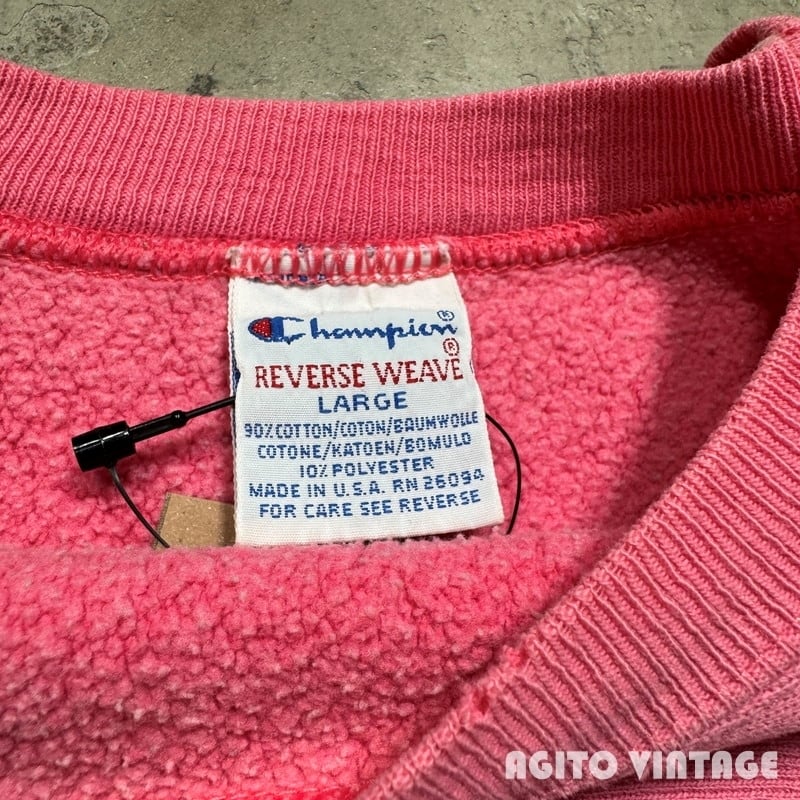 Champion®
REVERSE WEAVE®
LARGE
90% COTTON/COTON/BAUMWOLLE
COTONE/KATOEN/BOMULD
10% POLYESTER
MADE IN U.S.A. RN 26094
FOR CARE SEE REVERSE
AGITO VINTAGE